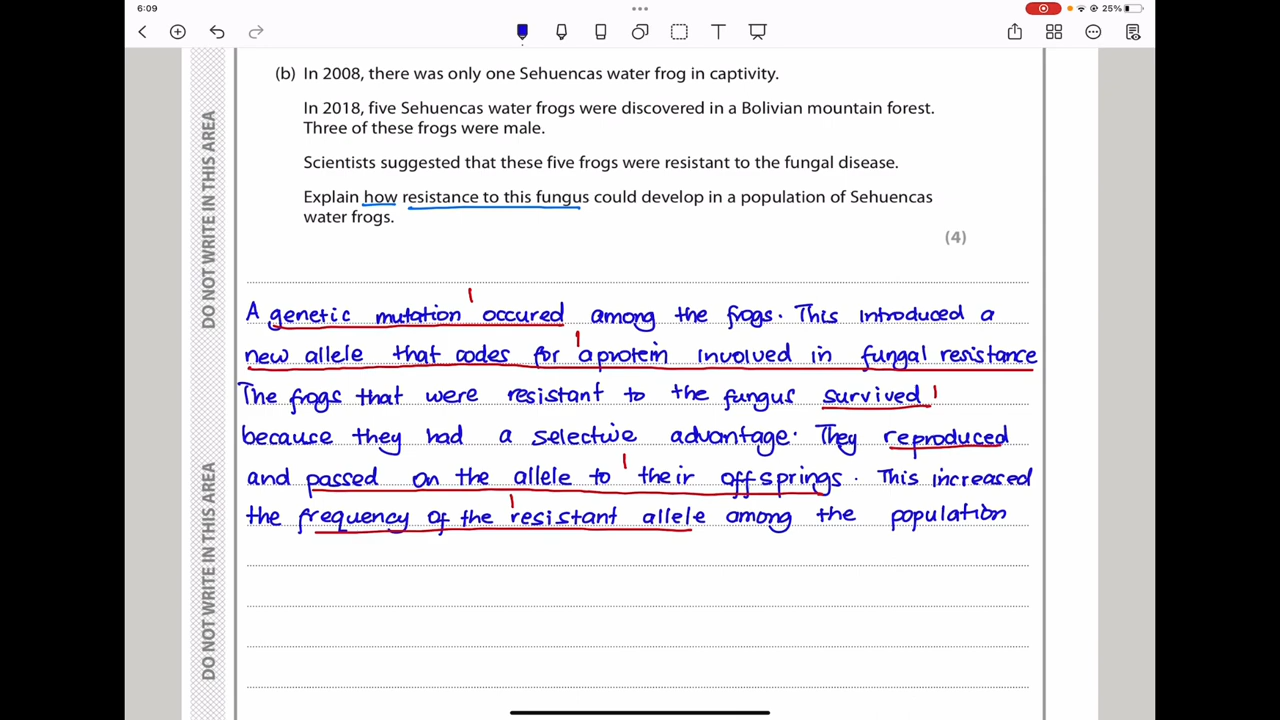 6:09
25%
(b) In 2008, there was only one Sehuencas water frog in captivity.
In 2018, five Sehuencas water frogs were discovered in a Bolivian mountain forest.
Three of these frogs were male.
Scientists suggested that these five frogs were resistant to the fungal disease.
Explain how resistance to this fungus could develop in a population of Sehuencas
water frogs.
(4)
A genetic mutation occured among the frogs. This introduced a
new allele that codes for a protein involved in fungal resistance
The frogs that were resistant to the fungus survived
because they had a selective advantage. They reproduced
and passed on the allele to their offsprings. This increased
the frequency of the resistant allele among the population
DO NOT WRITE IN THIS AREA
DO NOT WRITE IN THIS AREA